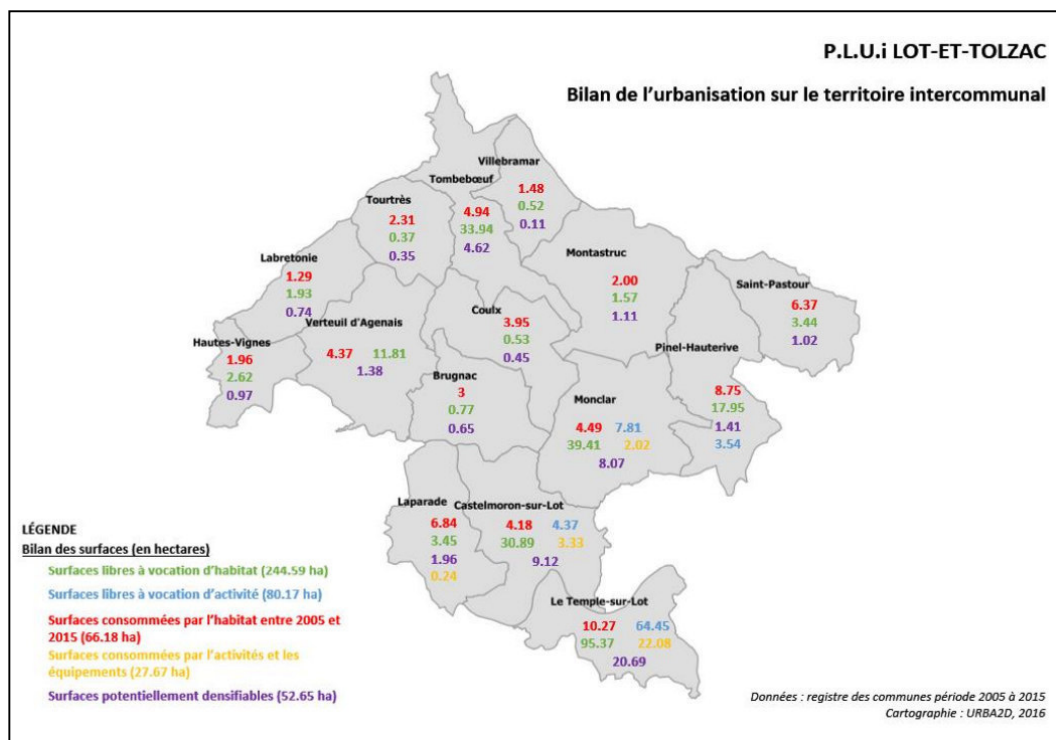 P.L.U.i LOT-ET-TOLZAC
Bilan de l'urbanisation sur le territoire intercommunal
Villebramar
1.48
0.52
0.11
Tombebœuf
4.94
33.94
4.62
Tourtrès
2.31
0.37
0.35
Montastruc
2.00
1.57
1.11
Labretonie
1.29
1.93
0.74
Saint-Pastour
6.37
3.44
1.02
Coulx
3.95
0.53
0.45
Verteuil d'Agenais
4.37 11.81
1.38
Hautes-Vignes
1.96
2.62
0.97
Pinel-Hauterive
8.75
17.95
1.41
3.54
Brugnac
3
0.77
0.65
Monclar
4.49 7.81
39.41 2.02
8.07
Laparade
6.84
3.45
1.96
0.24
Castelmoron-sur-Lot
4.18 4.37
30.89 3.33
9.12
Le Temple-sur-Lot
10.27 64.45
95.37 22.08
20.69
LÉGENDE
Bilan des surfaces (en hectares)
Surfaces libres à vocation d'habitat (244.59 ha)
Surfaces libres à vocation d'activité (80.17 ha)
Surfaces consommées par l'habitat entre 2005 et
2015 (66.18 ha)
Surfaces consommées par l'activités et les
équipements (27.67 ha)
Surfaces potentiellement densifiables (52.65 ha)
Données : registre des communes période 2005 à 2015
Cartographie : URBA2D, 2016